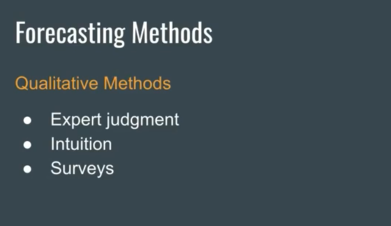 Forecasting Methods
Qualitative Methods
● Expert judgment
● Intuition
● Surveys